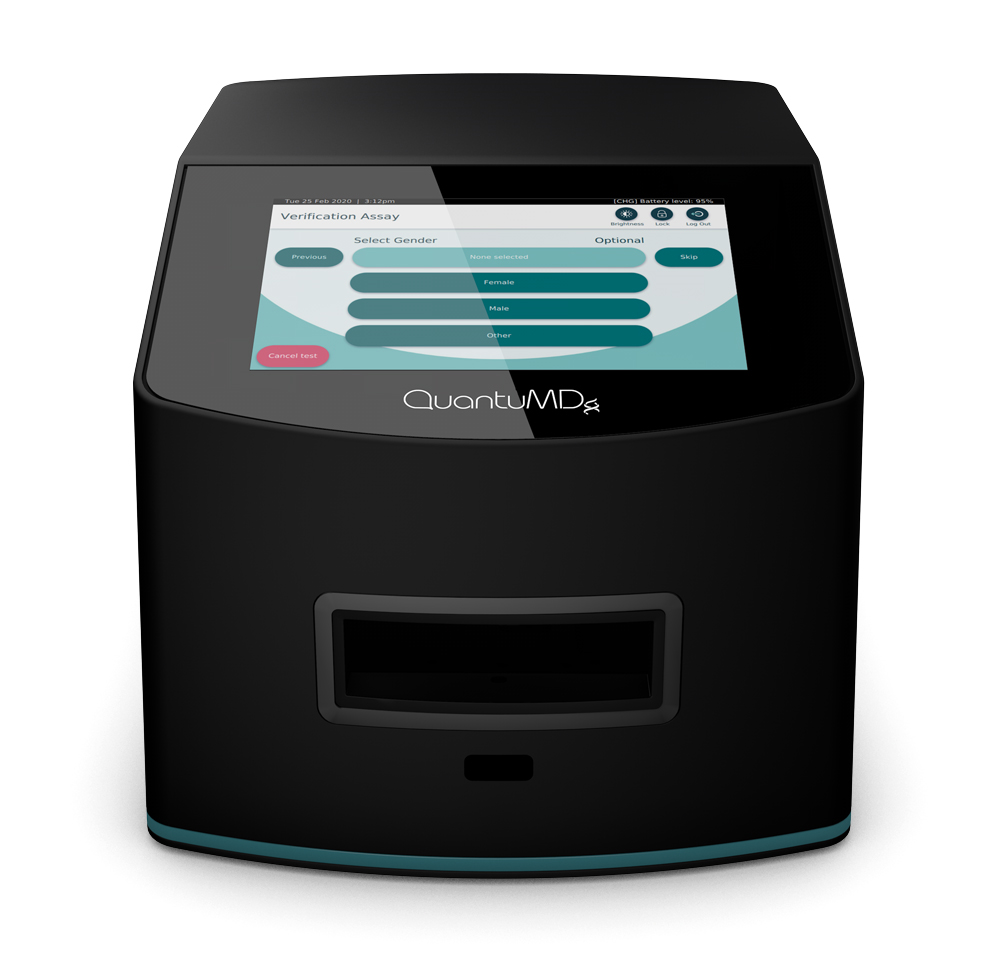 Tue 25 Feb 2020 | 3:12pm [CHG] Battery level: 95%
Verification Assay
Brightness Lock Log Out
Select Gender Optional
Previous None selected Skip
Female
Male
Other
Cancel test
QuantuMDx